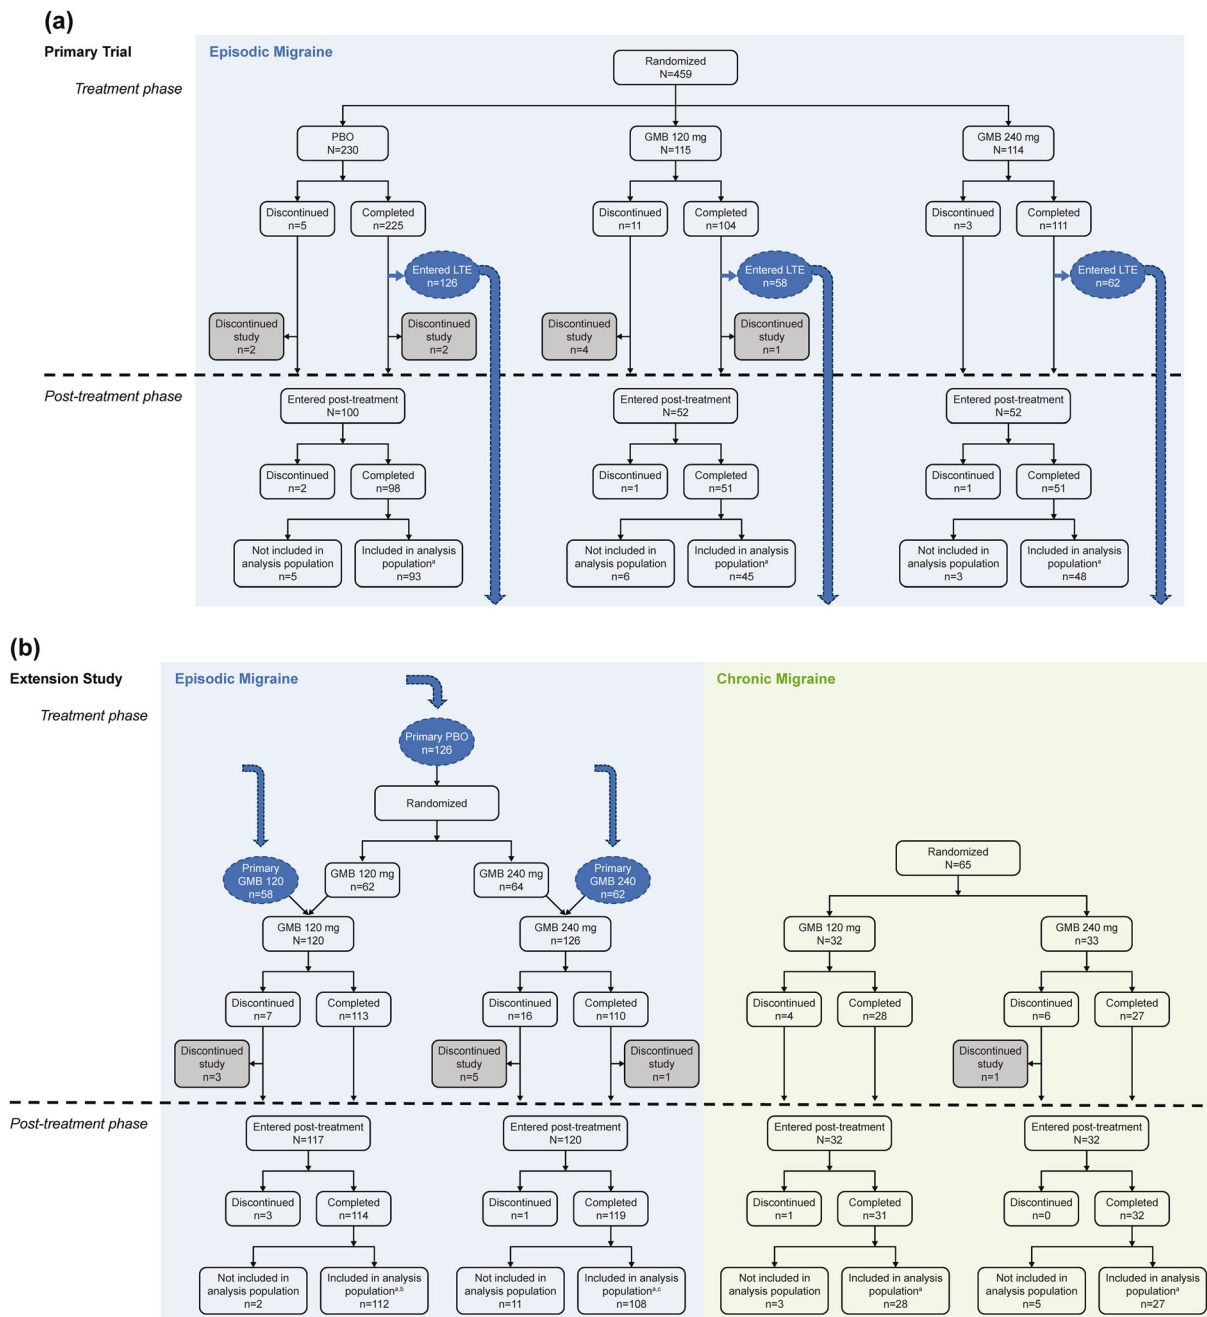 (a)
Primary Trial
Episodic Migraine
Treatment phase
Randomized
N=459
PBO
N=230
GMB 120 mg
N=115
GMB 240 mg
N=114
Discontinued
n=5
Completed
n=225
Discontinued
n=11
Completed
n=104
Discontinued
n=3
Completed
n=111
Entered LTE
n=126
Entered LTE
n=58
Entered LTE
n=62
Discontinued
study
n=2
Discontinued
study
n=2
Discontinued
study
n=4
Discontinued
study
n=1
Post-treatment phase
Entered post-treatment
N=100
Entered post-treatment
N=52
Entered post-treatment
N=52
Discontinued
n=2
Completed
n=98
Discontinued
n=1
Completed
n=51
Discontinued
n=1
Completed
n=51
Not included in
analysis population
n=5
Included in analysis
populationᵃ
n=93
Not included in
analysis population
n=6
Included in analysis
populationᵃ
n=45
Not included in
analysis population
n=3
Included in analysis
populationᵃ
n=48
(b)
Extension Study
Episodic Migraine
Chronic Migraine
Treatment phase
Primary PBO
n=126
Randomized
Primary
GMB 120
n=58
GMB 120 mg
n=62
GMB 240 mg
n=64
Primary
GMB 240
n=62
Randomized
N=65
GMB 120 mg
N=120
GMB 240 mg
n=126
GMB 120 mg
N=32
GMB 240 mg
n=33
Discontinued
n=7
Completed
n=113
Discontinued
n=16
Completed
n=110
Discontinued
n=4
Completed
n=28
Discontinued
n=6
Completed
n=27
Discontinued
study
n=3
Discontinued
study
n=5
Discontinued
study
n=1
Discontinued
study
n=1
Post-treatment phase
Entered post-treatment
N=117
Entered post-treatment
N=120
Entered post-treatment
N=32
Entered post-treatment
N=32
Discontinued
n=3
Completed
n=114
Discontinued
n=1
Completed
n=119
Discontinued
n=1
Completed
n=31
Discontinued
n=0
Completed
n=32
Not included in
analysis population
n=2
Included in analysis
populationᵃ,ᵇ
n=112
Not included in
analysis population
n=11
Included in analysis
populationᵃ,ᶜ
n=108
Not included in
analysis population
n=3
Included in analysis
populationᵃ
n=28
Not included in
analysis population
n=5
Included in analysis
populationᵃ
n=27